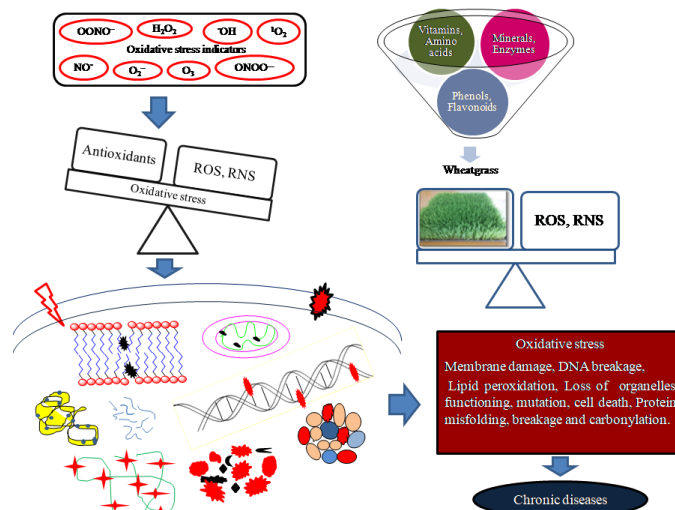 OONO⁻ H₂O₂ ⁻OH ¹O₂
Oxidative stress indicators
NO⁻ O₂⁻ O₃ ONOO—
Antioxidants
ROS, RNS
Oxidative stress
Vitamins,
Amino
acids
Minerals,
Enzymes
Phenols,
Flavonoids
Wheatgrass
ROS, RNS
Oxidative stress
Membrane damage, DNA breakage,
Lipid peroxidation, Loss of organelles
functioning, mutation, cell death, Protein
misfolding, breakage and carbonylation.
Chronic diseases